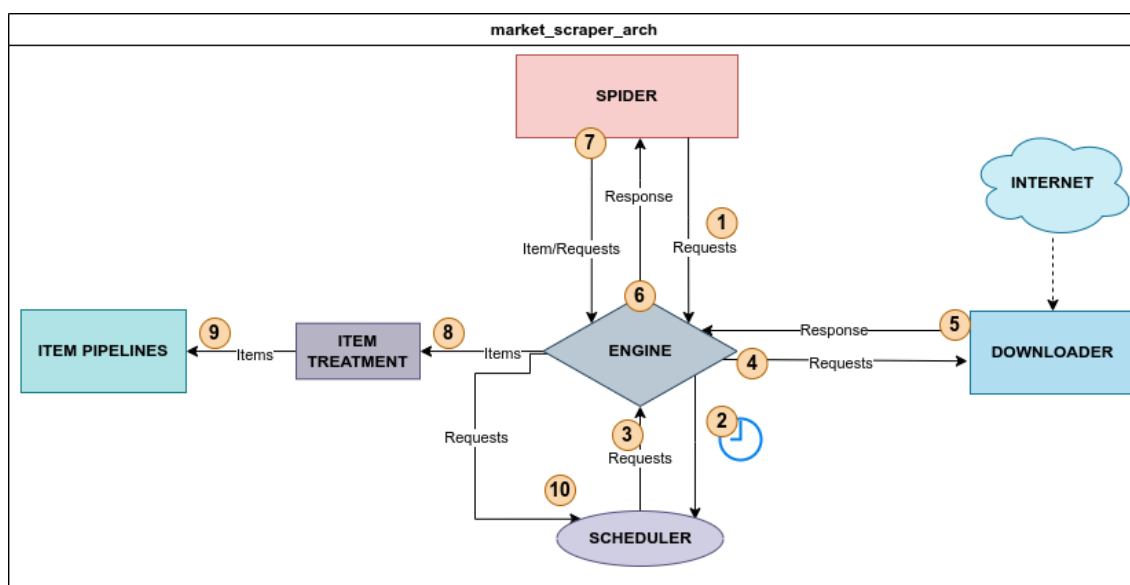 market_scraper_arch
SPIDER
7
Response
1
Requests
Item/Requests
INTERNET
6
9
8
5
Response
ITEM PIPELINES
Items
ITEM
TREATMENT
Items
ENGINE
4
Requests
DOWNLOADER
Requests
3
Requests
2
10
SCHEDULER